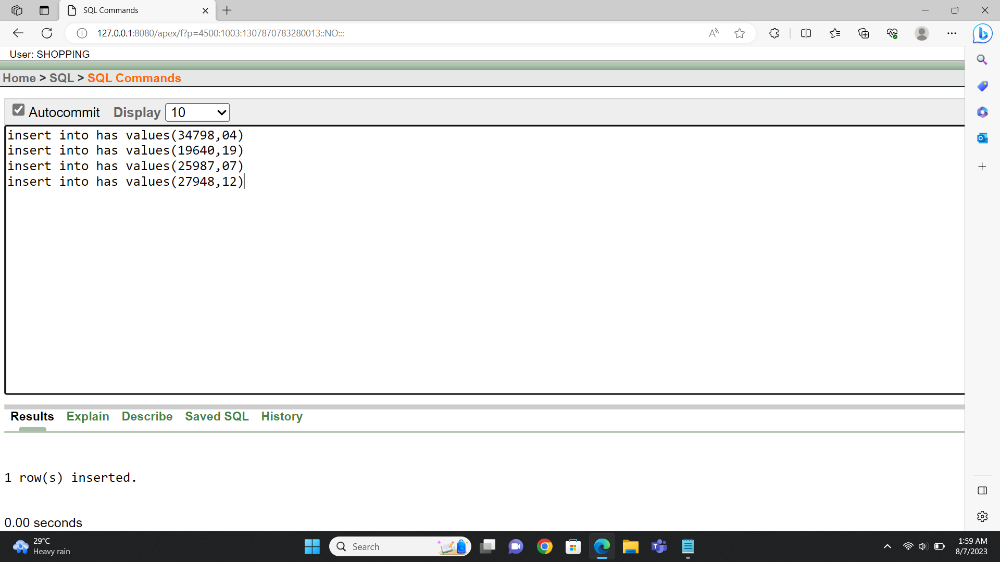 SQL Commands
127.0.0.1:8080/apex/f?p=4500:1003:1307870783280013::NO:::
User: SHOPPING
Home > SQL > SQL Commands
Autocommit Display 10
insert into has values(34798,04)
insert into has values(19640,19)
insert into has values(25987,07)
insert into has values(27948,12)
Results Explain Describe Saved SQL History
1 row(s) inserted.
0.00 seconds
29°C
Heavy rain
Search
1:59 AM
8/7/2023